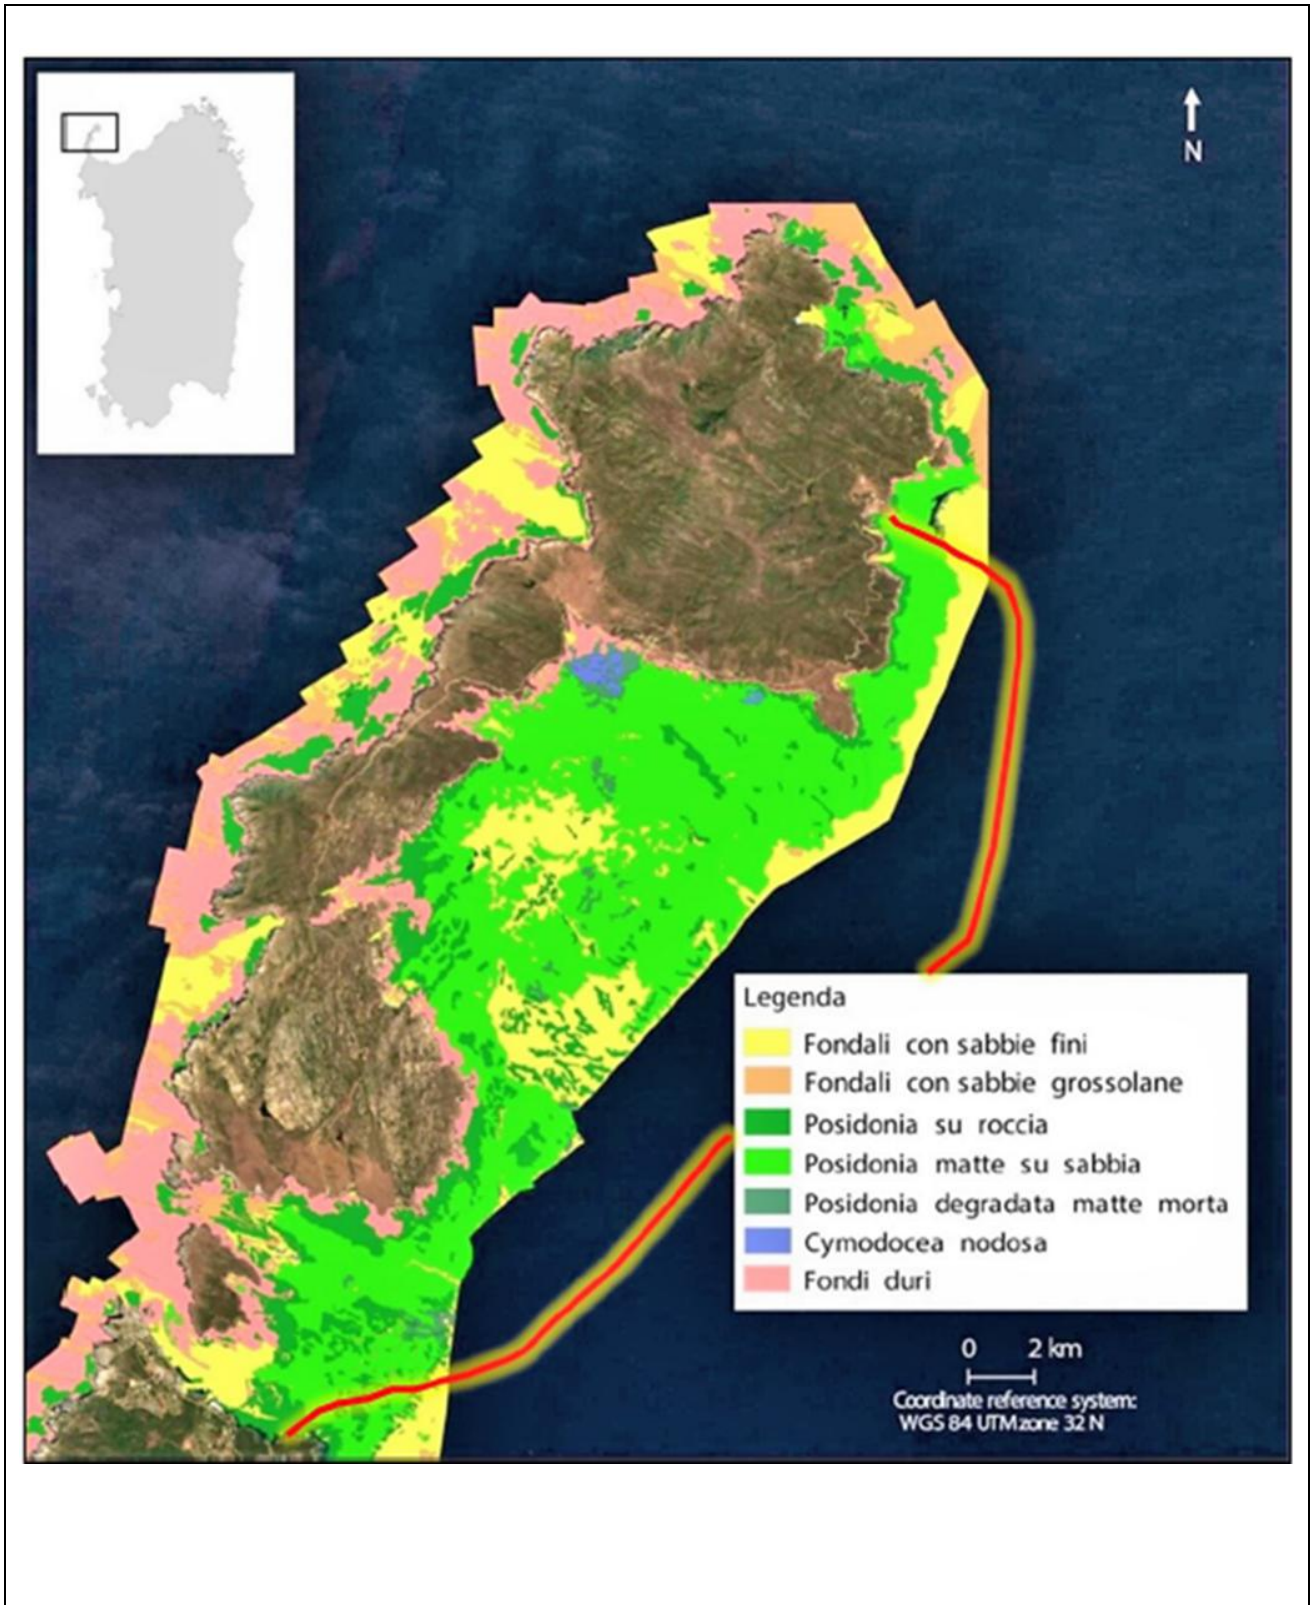 N
Legenda
Fondali con sabbie fini
Fondali con sabbie grossolane
Posidonia su roccia
Posidonia matte su sabbia
Posidonia degradata matte morta
Cymodocea nodosa
Fondi duri
0 2 km
Coordinate reference system:
WGS 84 UTM zone 32 N